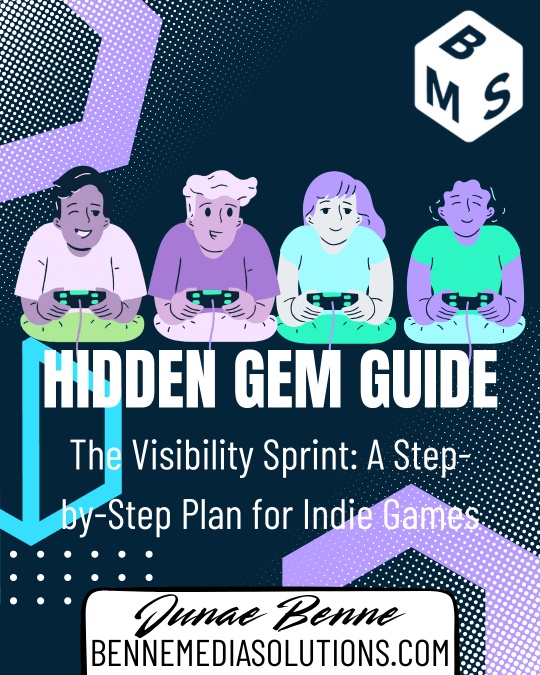 B
M S
HIDDEN GEM GUIDE
The Visibility Sprint: A Step-
by-Step Plan for Indie Games
Junae Benne
BENNEMEDIASOLUTIONS.COM